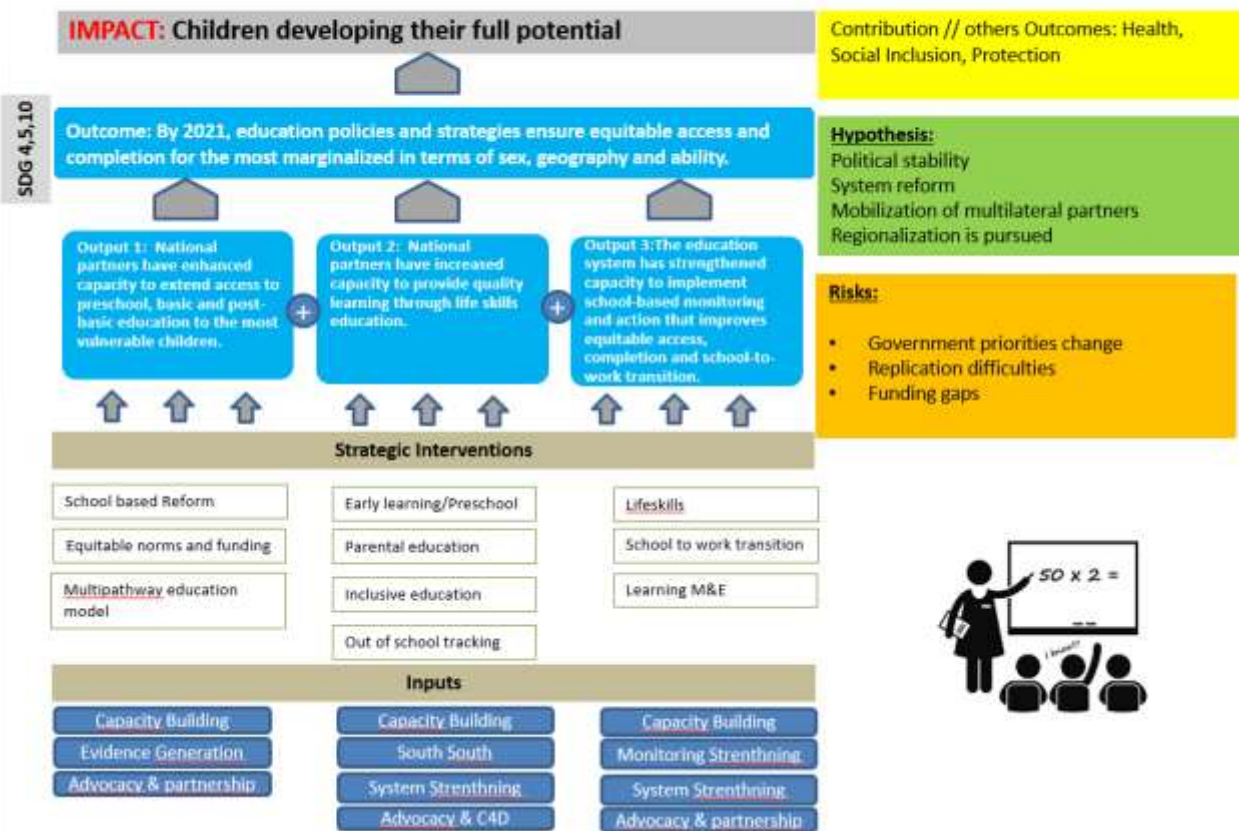 IMPACT: Children developing their full potential
Contribution // others Outcomes: Health,
Social Inclusion, Protection
SDG 4,5,10
Outcome: By 2021, education policies and strategies ensure equitable access and
completion for the most marginalized in terms of sex, geography and ability.
Hypothesis:
Political stability
System reform
Mobilization of multilateral partners
Regionalization is pursued
Output 1: National
partners have enhanced
capacity to extend access to
preschool, basic and post-
basic education to the most
vulnerable children.
+
Output 2: National
partners have increased
capacity to provide quality
learning through life skills
education.
+
Output 3:The education
system has strengthened
capacity to implement
school-based monitoring
and action that improves
equitable access,
completion and school-to-
work transition.
Risks:
• Government priorities change
• Replication difficulties
• Funding gaps
Strategic Interventions
School based Reform
Equitable norms and funding
Multipathway education
model
Early learning/Preschool
Parental education
Inclusive education
Out of school tracking
Lifeskills
School to work transition
Learning M&E
50 x 2 =
I know!!
Inputs
Capacity Building
Evidence Generation
Advocacy & partnership
Capacity Building
South South
System Strenthning
Advocacy & C4D
Capacity Building
Monitoring Strenthning
System Strenthning
Advocacy & partnership